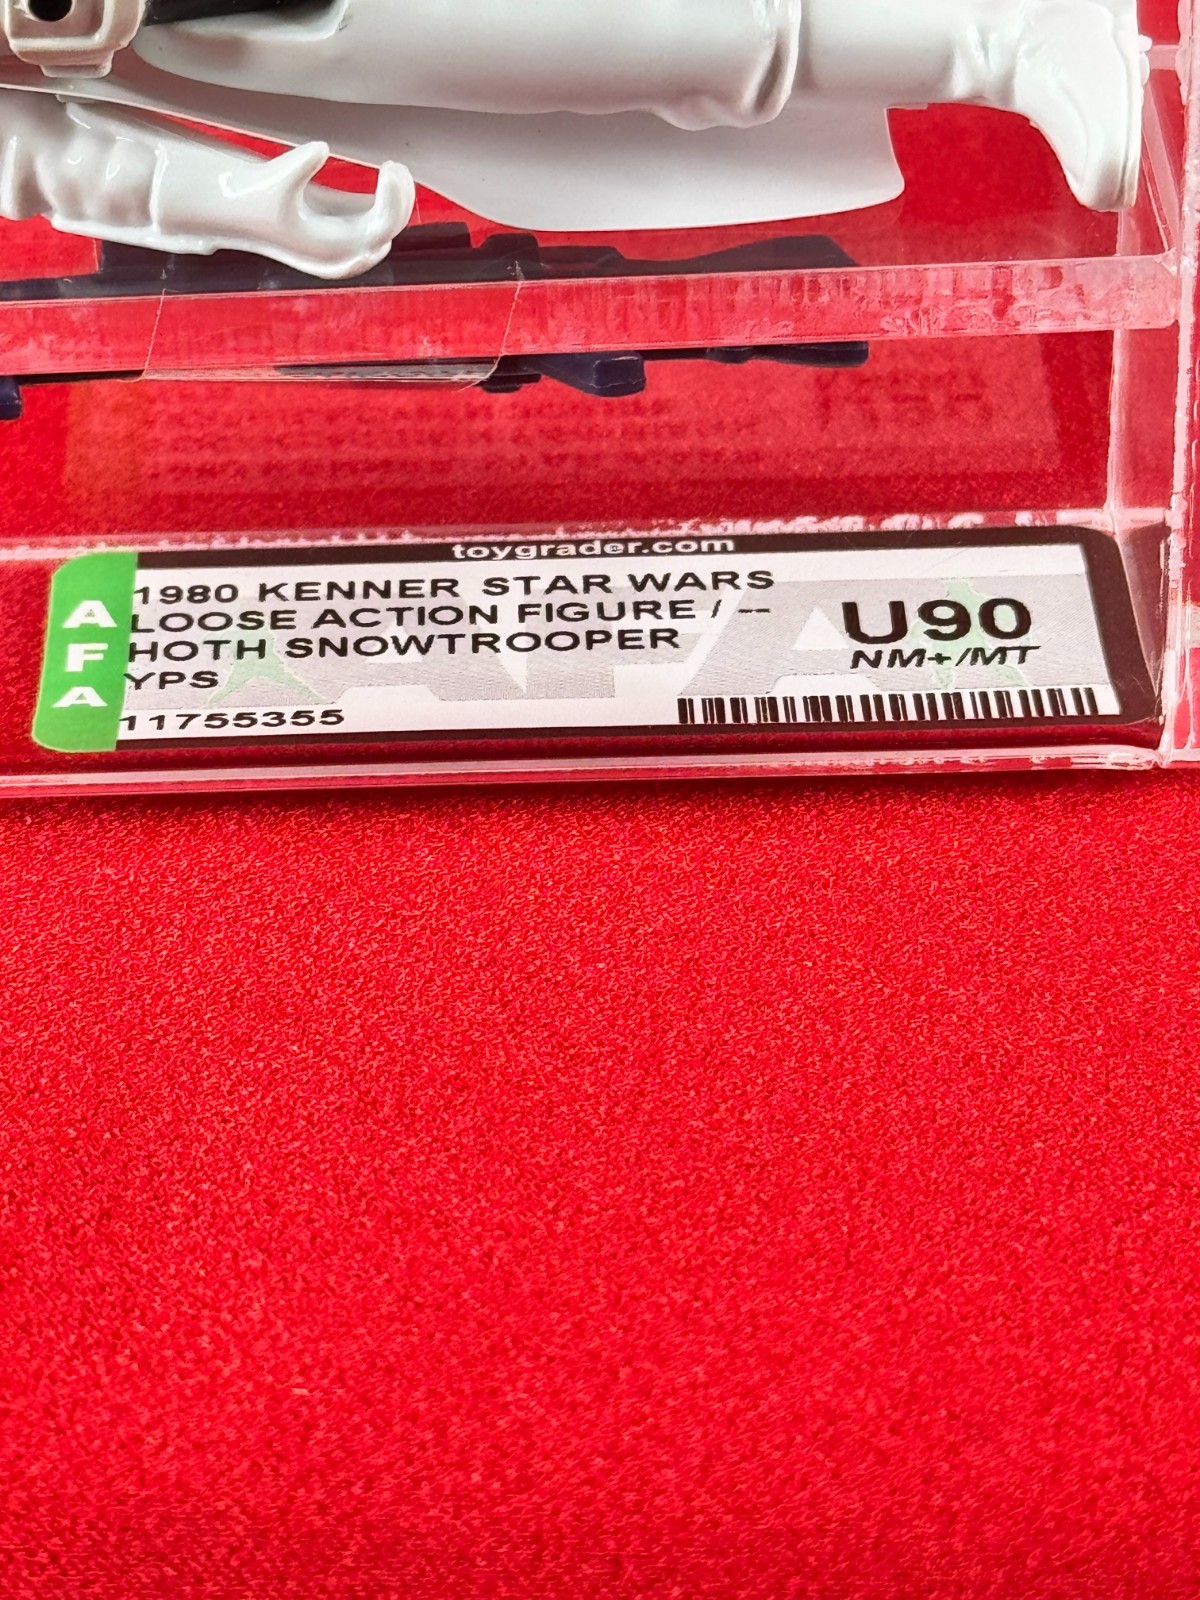 toygrader.com
AFA
1980 KENNER STAR WARS
LOOSE ACTION FIGURE / --
HOTH SNOWTROOPER
YPS
11755355
U90
NM+/MT